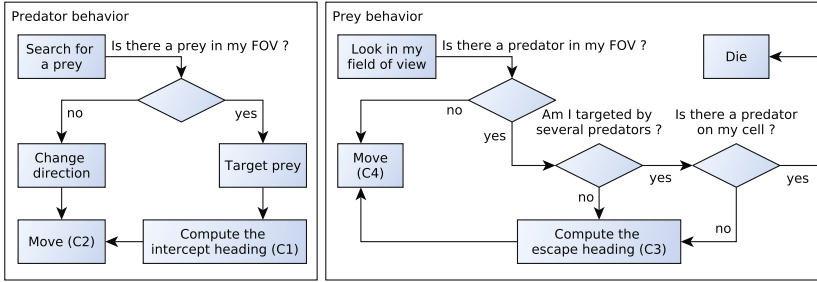 Predator behavior
Search for
a prey
Is there a prey in my FOV ?
no
yes
Change
direction
Target prey
Move (C2)
Compute the
intercept heading (C1)
Prey behavior
Look in my
field of view
Is there a predator in my FOV ?
Die
no
yes
Am I targeted by
several predators ?
Is there a predator
on my cell ?
Move
(C4)
yes
yes
no
no
Compute the
escape heading (C3)